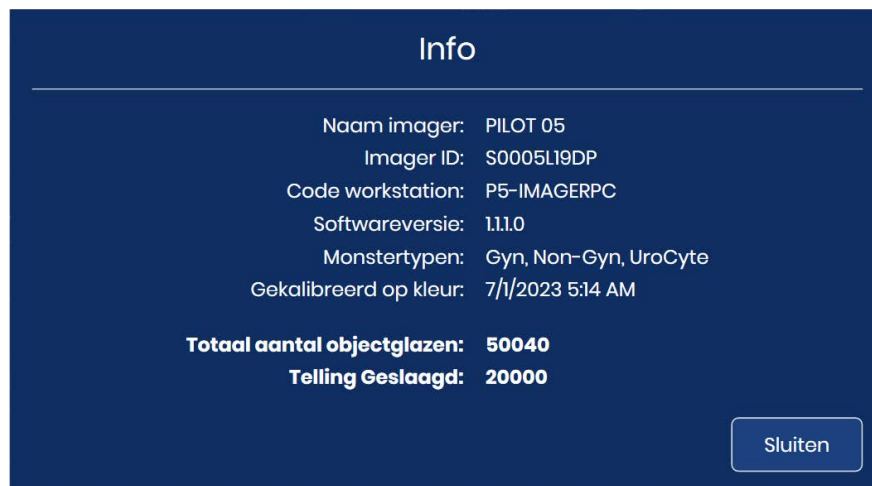 Info
Naam imager: PILOT 05
Imager ID: S0005L19DP
Code workstation: P5-IMAGERPC
Softwareversie: 1.1.1.0
Monstertypen: Gyn, Non-Gyn, UroCyte
Gekalibreerd op kleur: 7/1/2023 5:14 AM
Totaal aantal objectglazen: 50040
Telling Geslaagd: 20000
Sluiten